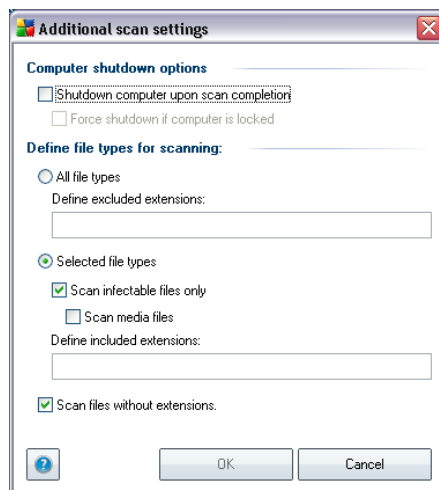 Additional scan settings
Computer shutdown options
Shutdown computer upon scan completion
Force shutdown if computer is locked
Define file types for scanning:
All file types
Define excluded extensions:
Selected file types
Scan infectable files only
Scan media files
Define included extensions:
Scan files without extensions.
? OK Cancel